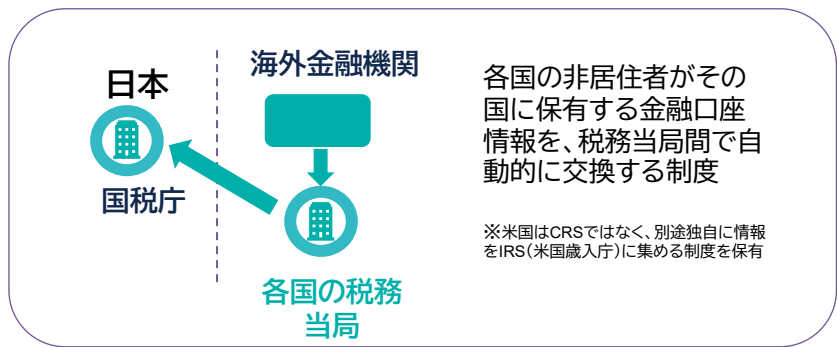 日本
国税庁
海外金融機関
各国の税務
当局
各国の非居住者がその
国に保有する金融口座
情報を、税務当局間で自
動的に交換する制度
※米国はCRSではなく、別途独自に情報
をIRS(米国歳入庁)に集める制度を保有